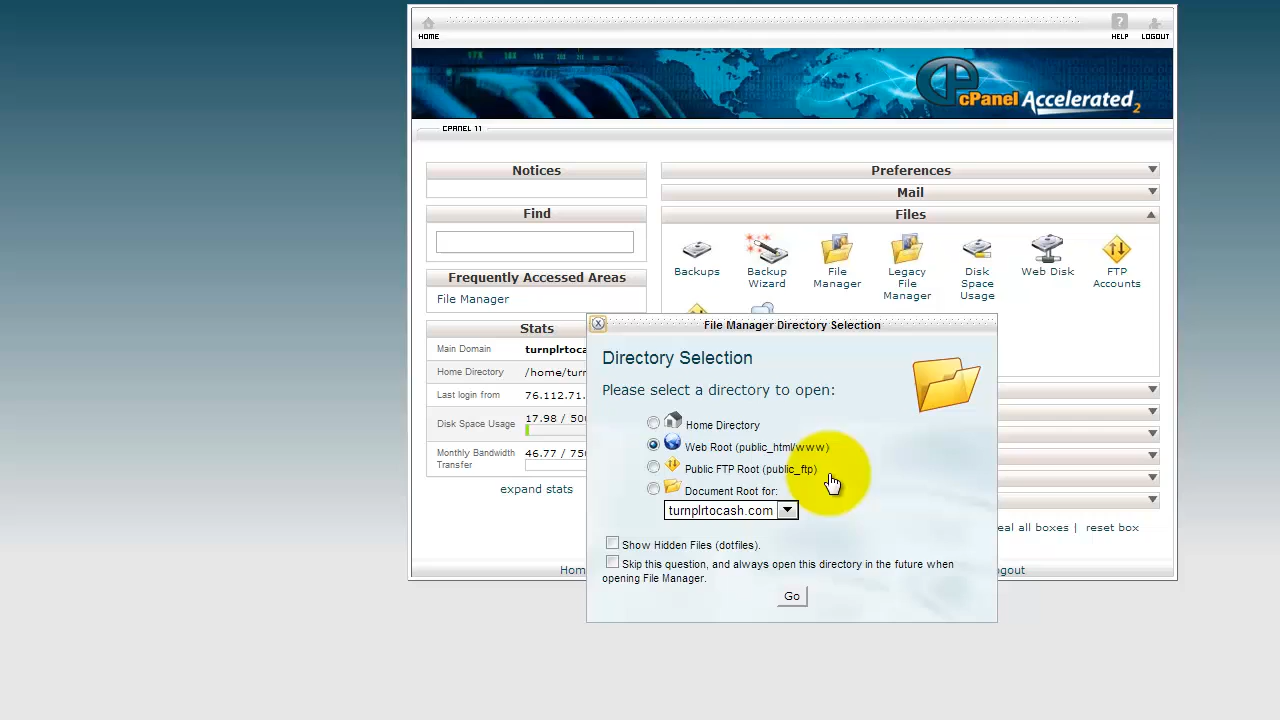 HOME
HELP
LOGOUT
cPanel Accelerated2
CPANEL 11
Notices
Find
Frequently Accessed Areas
File Manager
Stats
Main Domain turnplrtoca
Home Directory /home/turn
Last login from 76.112.71.
Disk Space Usage 17.98 / 500
Monthly Bandwidth Transfer 46.77 / 750
expand stats
Preferences
Mail
Files
Backups
Backup Wizard
File Manager
Legacy File Manager
Disk Space Usage
Web Disk
FTP Accounts
File Manager Directory Selection
Directory Selection
Please select a directory to open:
Home Directory
Web Root (public_html/www)
Public FTP Root (public_ftp)
Document Root for:
turnplrtocash.com
Show Hidden Files (dotfiles).
Skip this question, and always open this directory in the future when
opening File Manager.
Go
eal all boxes | reset box
Hom
ogout